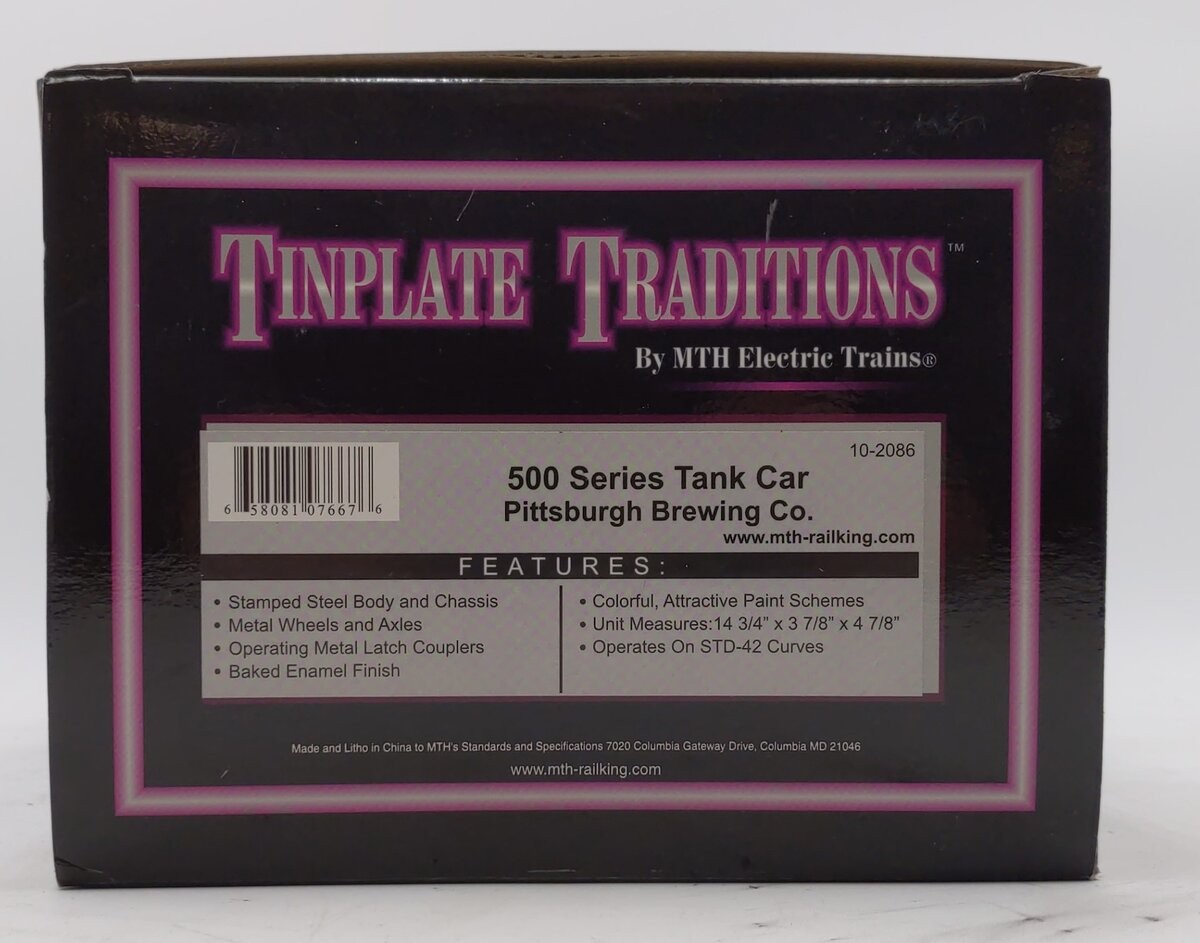 TINPLATE TRADITIONS™
By MTH Electric Trains®
10-2086
500 Series Tank Car
Pittsburgh Brewing Co.
www.mth-railking.com
6 58081 07667 6
FEATURES:
• Stamped Steel Body and Chassis
• Metal Wheels and Axles
• Operating Metal Latch Couplers
• Baked Enamel Finish
• Colorful, Attractive Paint Schemes
• Unit Measures:14 3/4" x 3 7/8" x 4 7/8"
• Operates On STD-42 Curves
Made and Litho in China to MTH's Standards and Specifications 7020 Columbia Gateway Drive, Columbia MD 21046
www.mth-railking.com